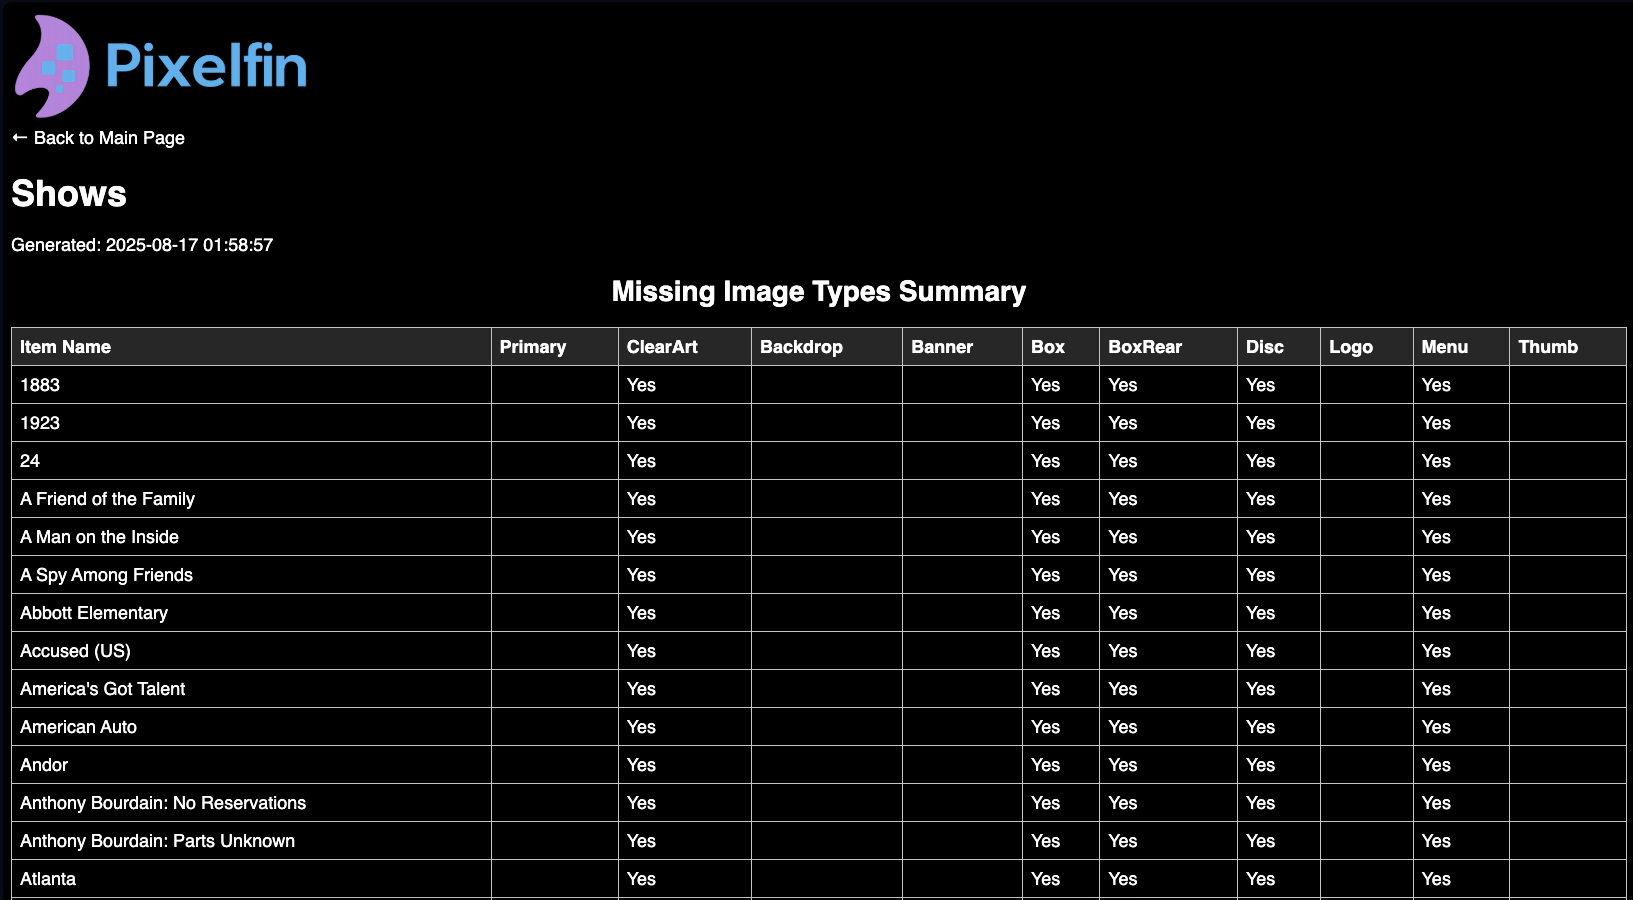 Pixelfin
← Back to Main Page
Shows
Generated: 2025-08-17 01:58:57
Missing Image Types Summary
Item Name Primary ClearArt Backdrop Banner Box BoxRear Disc Logo Menu Thumb
1883 Yes Yes Yes Yes Yes
1923 Yes Yes Yes Yes Yes
24 Yes Yes Yes Yes Yes
A Friend of the Family Yes Yes Yes Yes Yes
A Man on the Inside Yes Yes Yes Yes Yes
A Spy Among Friends Yes Yes Yes Yes Yes
Abbott Elementary Yes Yes Yes Yes Yes
Accused (US) Yes Yes Yes Yes Yes
America's Got Talent Yes Yes Yes Yes Yes
American Auto Yes Yes Yes Yes Yes
Andor Yes Yes Yes Yes Yes
Anthony Bourdain: No Reservations Yes Yes Yes Yes Yes
Anthony Bourdain: Parts Unknown Yes Yes Yes Yes Yes
Atlanta Yes Yes Yes Yes Yes